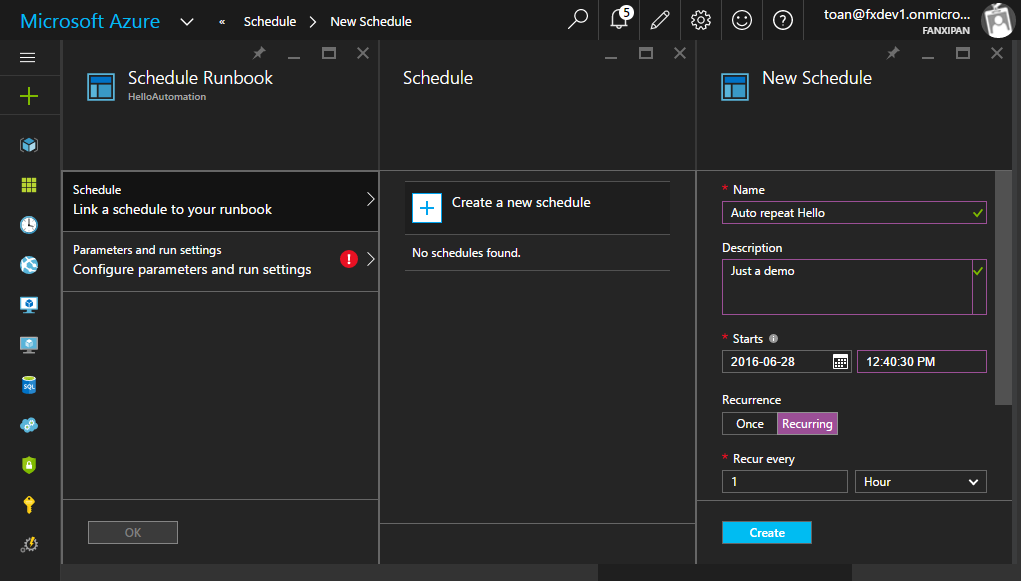 Microsoft Azure
«
Schedule
New Schedule
5
toan@fxdev1.onmicro...
FANXIPAN
Schedule Runbook
HelloAutomation
Schedule
Link a schedule to your runbook
Parameters and run settings
Configure parameters and run settings
!
OK
Schedule
Create a new schedule
No schedules found.
New Schedule
* Name
Auto repeat Hello
Description
Just a demo
* Starts
2016-06-28
12:40:30 PM
Recurrence
Once Recurring
* Recur every
1 Hour
Create
SQL